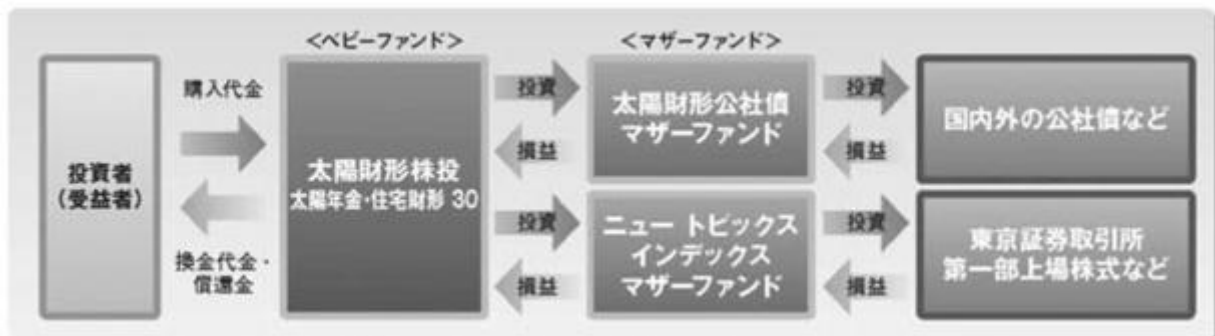 <ベビーファンド>
<マザーファンド>
投資者
(受益者)
購入代金
換金代金・
償還金
太陽財形株投
太陽年金・住宅財形 30
投資
損益
投資
損益
太陽財形公社債
マザーファンド
ニュー トピックス
インデックス
マザーファンド
投資
損益
投資
損益
国内外の公社債など
東京証券取引所
第一部上場株式など